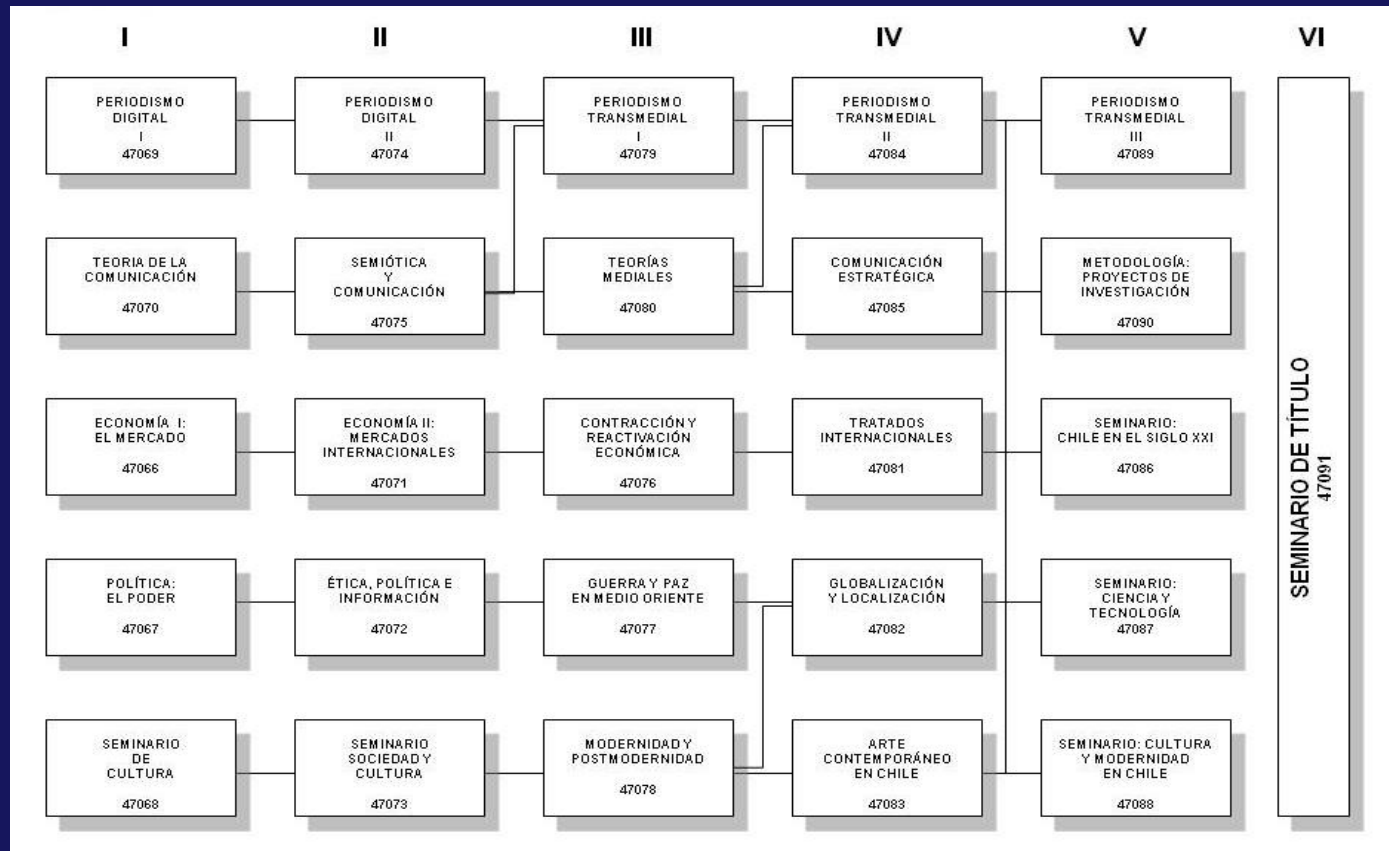 I
II
III
IV
V
VI
PERIODISMO
DIGITAL
I
47069
PERIODISMO
DIGITAL
II
47074
PERIODISMO
TRANSMEDIAL
I
47079
PERIODISMO
TRANSMEDIAL
II
47084
PERIODISMO
TRANSMEDIAL
III
47089
TEORIA DE LA
COMUNICACIÓN
47070
SEMIÓTICA
Y
COMUNICACIÓN
47075
TEORÍAS
MEDIALES
47080
COMUNICACIÓN
ESTRATÉGICA
47085
METODOLOGÍA:
PROYECTOS DE
INVESTIGACIÓN
47090
ECONOMÍA I:
EL MERCADO
47066
ECONOMÍA II:
MERCADOS
INTERNACIONALES
47071
CONTRACCIÓN Y
REACTIVACIÓN
ECONÓMICA
47076
TRATADOS
INTERNACIONALES
47081
SEMINARIO:
CHILE EN EL SIGLO XXI
47086
POLÍTICA:
EL PODER
47067
ÉTICA, POLÍTICA E
INFORMACIÓN
47072
GUERRA Y PAZ
EN MEDIO ORIENTE
47077
GLOBALIZACIÓN
Y LOCALIZACIÓN
47082
SEMINARIO:
CIENCIA Y
TECNOLOGÍA
47087
SEMINARIO
DE
CULTURA
47068
SEMINARIO
SOCIEDAD Y
CULTURA
47073
MODERNIDAD Y
POSTMODERNIDAD
47078
ARTE
CONTEMPORÁNEO
EN CHILE
47083
SEMINARIO: CULTURA
Y MODERNIDAD
EN CHILE
47088
SEMINARIO DE TÍTULO
47091